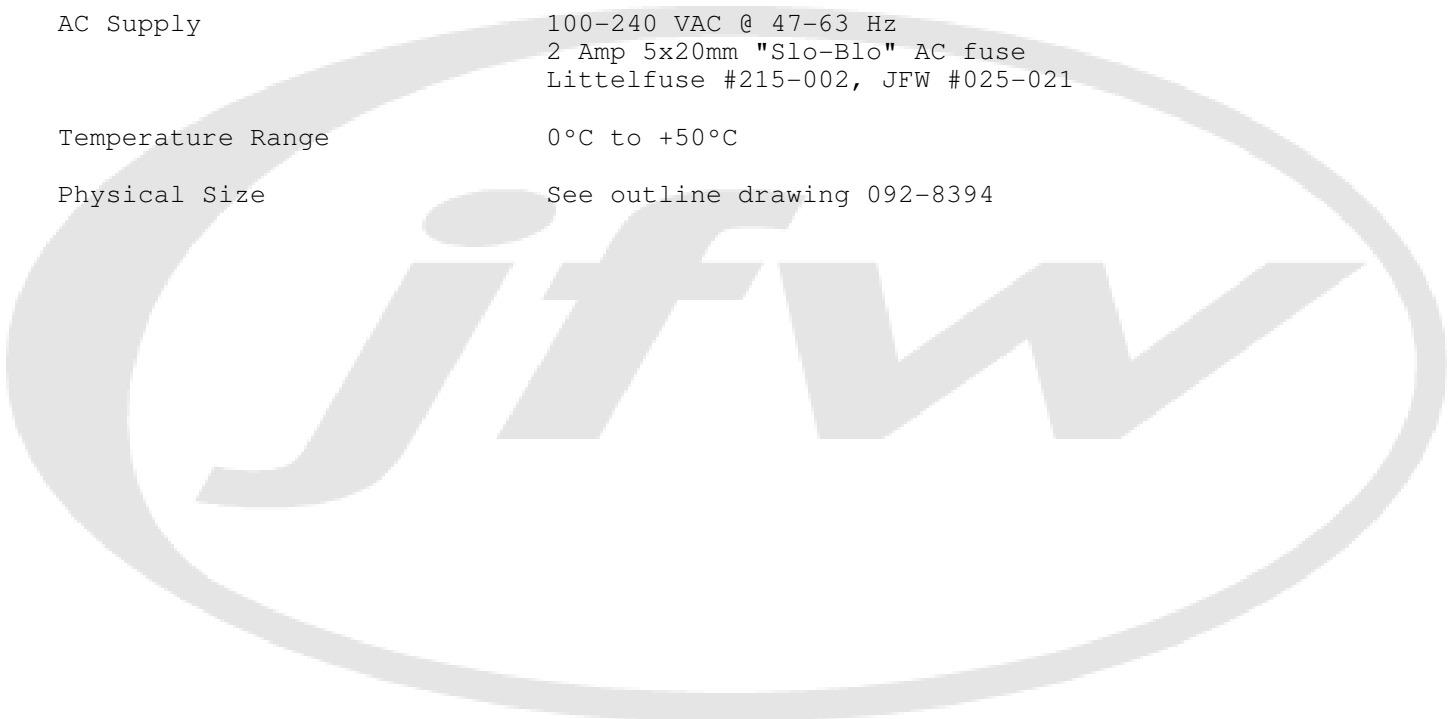 AC Supply 100-240 VAC @ 47-63 Hz
2 Amp 5x20mm "Slo-Blo" AC fuse
Littelfuse #215-002, JFW #025-021
Temperature Range 0°C to +50°C
Physical Size See outline drawing 092-8394
jfw